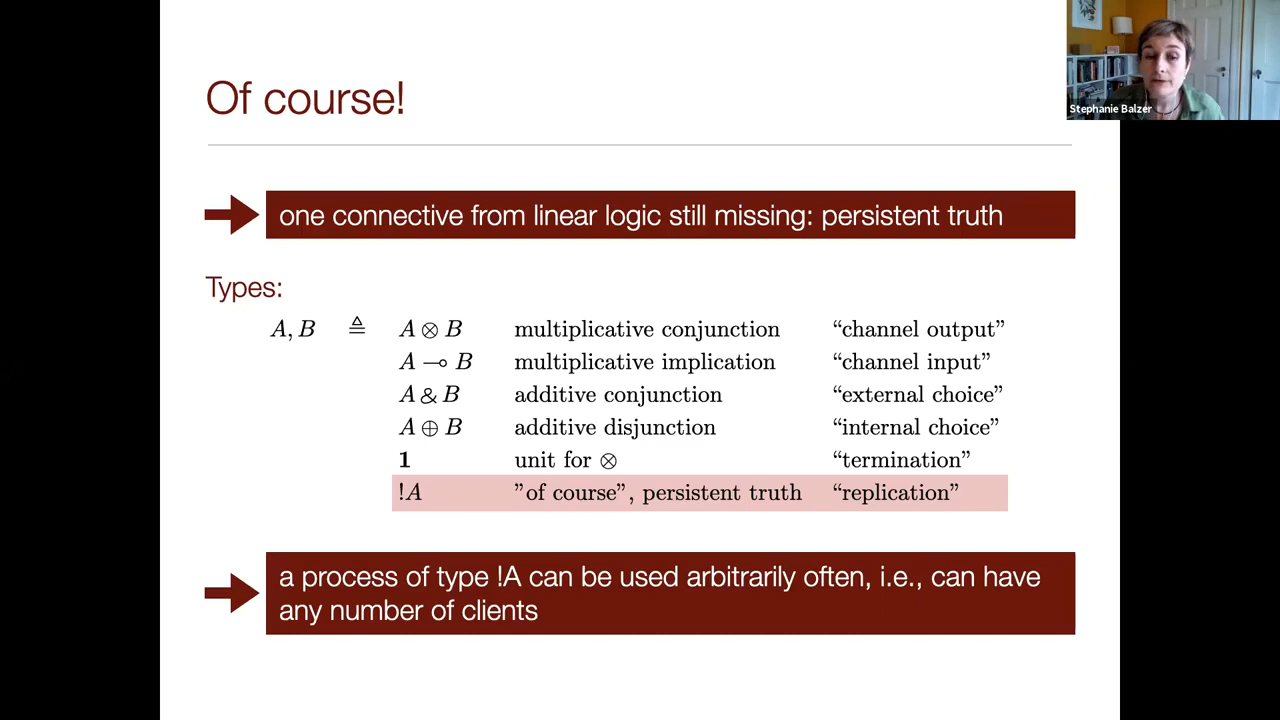 Of course!
Stephanie Balzer
one connective from linear logic still missing: persistent truth
Types:
A, B ≜ A ⊗ B multiplicative conjunction “channel output”
A ⊸ B multiplicative implication “channel input”
A & B additive conjunction “external choice”
A ⊕ B additive disjunction “internal choice”
1 unit for ⊗ “termination”
!A ”of course”, persistent truth “replication”
a process of type !A can be used arbitrarily often, i.e., can have
any number of clients